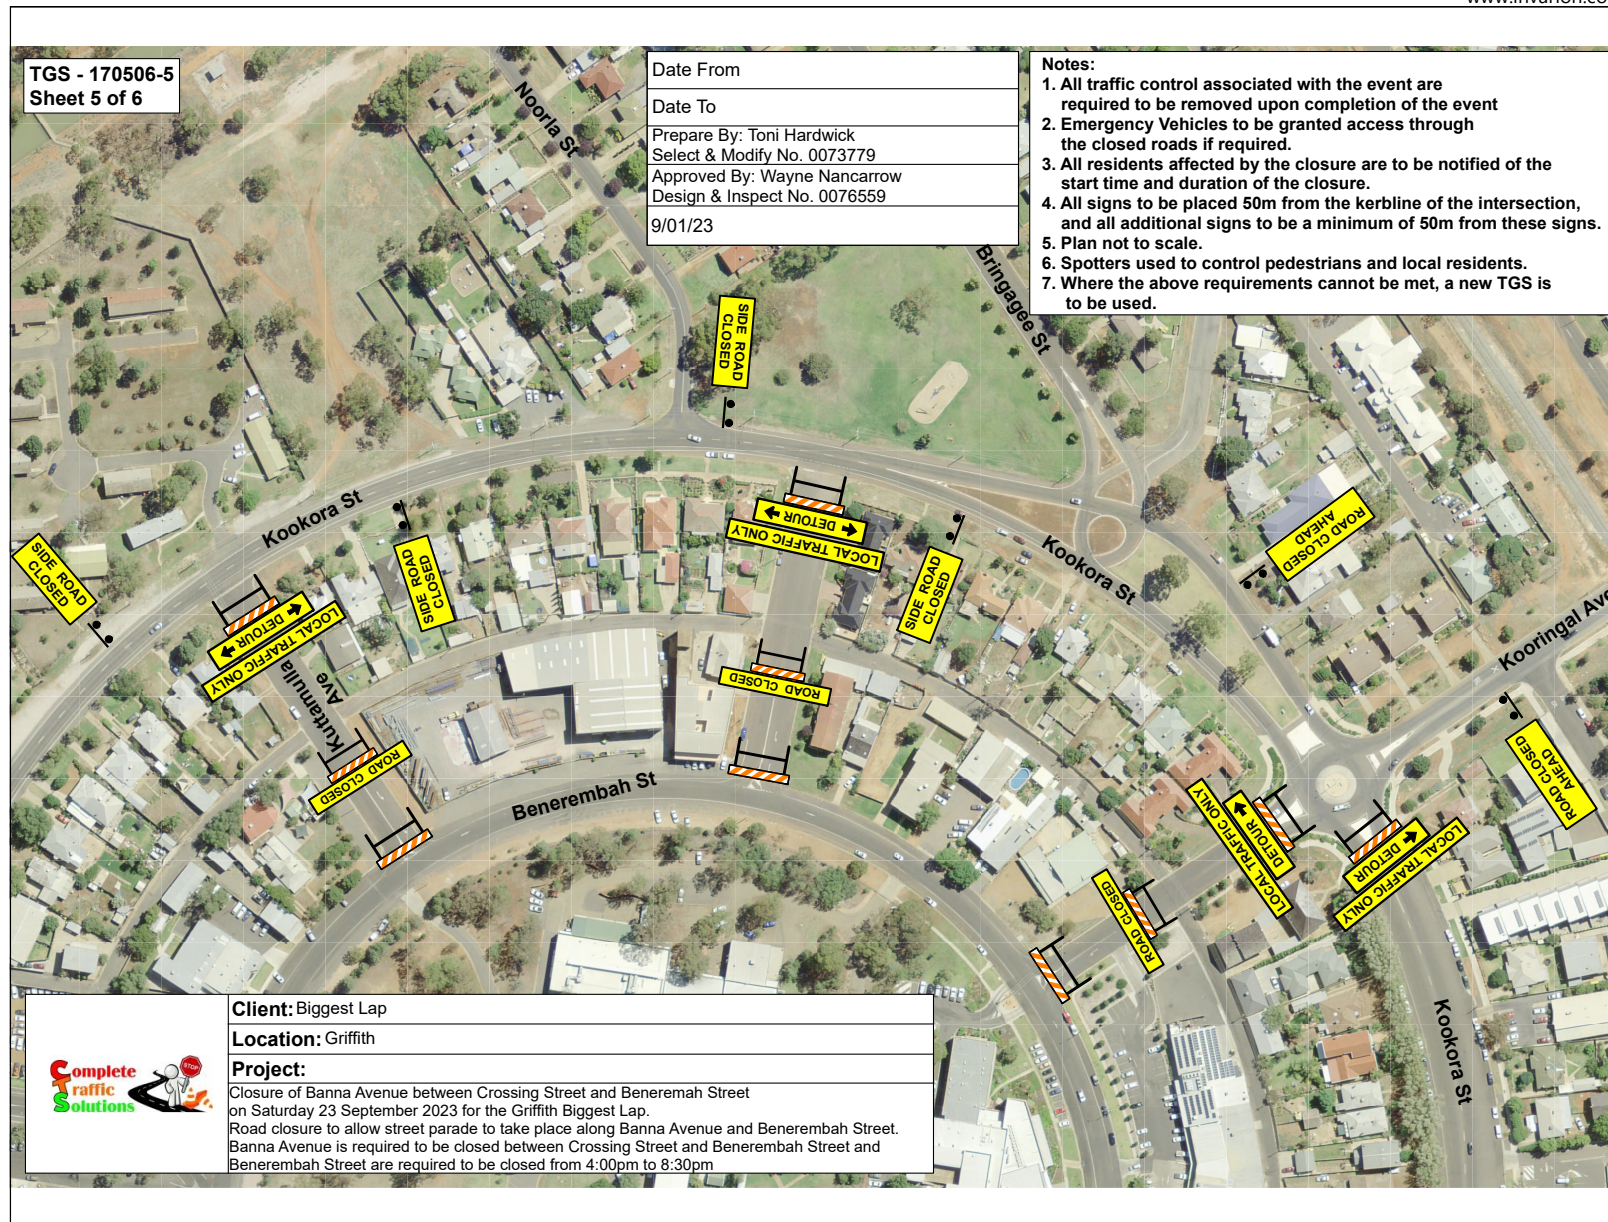 TGS - 170506-5
Sheet 5 of 6
Date From
Date To
Prepare By: Toni Hardwick
Select & Modify No. 0073779
Approved By: Wayne Nancarrow
Design & Inspect No. 0076559
9/01/23
Notes:
1. All traffic control associated with the event are
required to be removed upon completion of the event
2. Emergency Vehicles to be granted access through
the closed roads if required.
3. All residents affected by the closure are to be notified of the
start time and duration of the closure.
4. All signs to be placed 50m from the kerbline of the intersection,
and all additional signs to be a minimum of 50m from these signs.
5. Plan not to scale.
6. Spotters used to control pedestrians and local residents.
7. Where the above requirements cannot be met, a new TGS is
to be used.
Noorla St
Bringagee St
SIDE ROAD
CLOSED
Kookora St
SIDE ROAD
CLOSED
SIDE ROAD
CLOSED
DETOUR
LOCAL TRAFFIC ONLY
DETOUR
LOCAL TRAFFIC ONLY
SIDE ROAD
CLOSED
Kookora St
ROAD CLOSED
AHEAD
Kooringal Ave
Kuttamulla
Ave
ROAD CLOSED
ROAD CLOSED
Benerembah St
ROAD CLOSED
AHEAD
DETOUR
LOCAL TRAFFIC ONLY
DETOUR
LOCAL TRAFFIC ONLY
ROAD CLOSED
Kookora St
Complete
Traffic
Solutions
STOP
Client: Biggest Lap
Location: Griffith
Project:
Closure of Banna Avenue between Crossing Street and Beneremah Street
on Saturday 23 September 2023 for the Griffith Biggest Lap.
Road closure to allow street parade to take place along Banna Avenue and Benerembah Street.
Banna Avenue is required to be closed between Crossing Street and Benerembah Street and
Benerembah Street are required to be closed from 4:00pm to 8:30pm